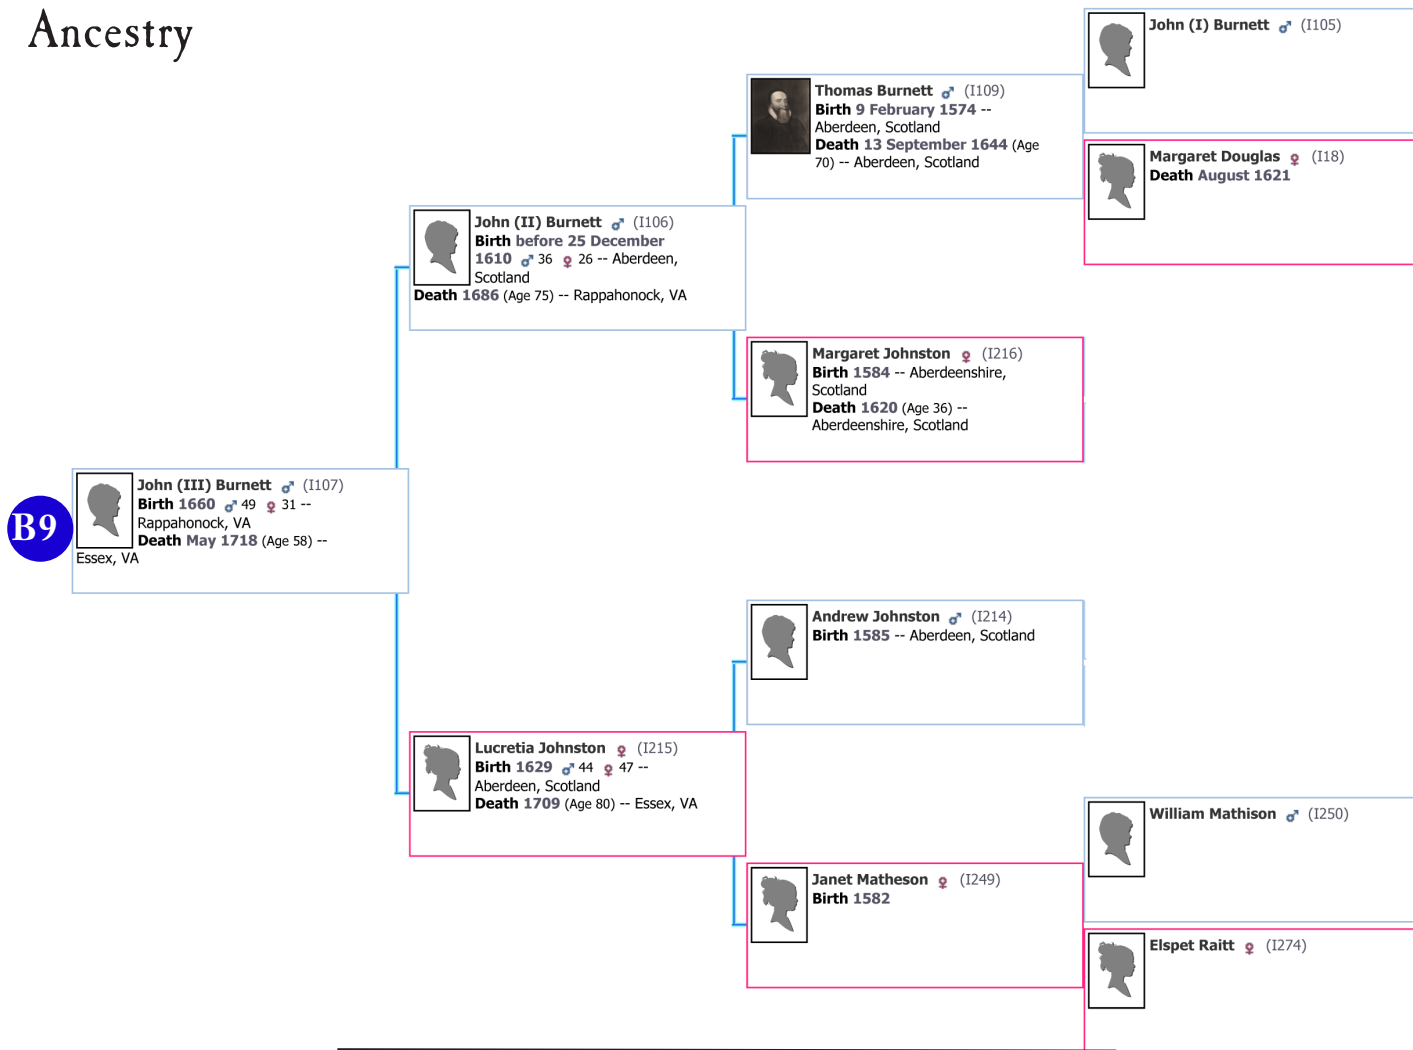 Ancestry
John (I) Burnett ♂ (I105)
Thomas Burnett ♂ (I109)
Birth 9 February 1574 --
Aberdeen, Scotland
Death 13 September 1644 (Age
70) -- Aberdeen, Scotland
Margaret Douglas ♀ (I18)
Death August 1621
John (II) Burnett ♂ (I106)
Birth before 25 December
1610 ♂ 36 ♀ 26 -- Aberdeen,
Scotland
Death 1686 (Age 75) -- Rappahonock, VA
Margaret Johnston ♀ (I216)
Birth 1584 -- Aberdeenshire,
Scotland
Death 1620 (Age 36) --
Aberdeenshire, Scotland
B9
John (III) Burnett ♂ (I107)
Birth 1660 ♂ 49 ♀ 31 --
Rappahonock, VA
Death May 1718 (Age 58) --
Essex, VA
Andrew Johnston ♂ (I214)
Birth 1585 -- Aberdeen, Scotland
Lucretia Johnston ♀ (I215)
Birth 1629 ♂ 44 ♀ 47 --
Aberdeen, Scotland
Death 1709 (Age 80) -- Essex, VA
William Mathison ♂ (I250)
Janet Matheson ♀ (I249)
Birth 1582
Elspet Raitt ♀ (I274)